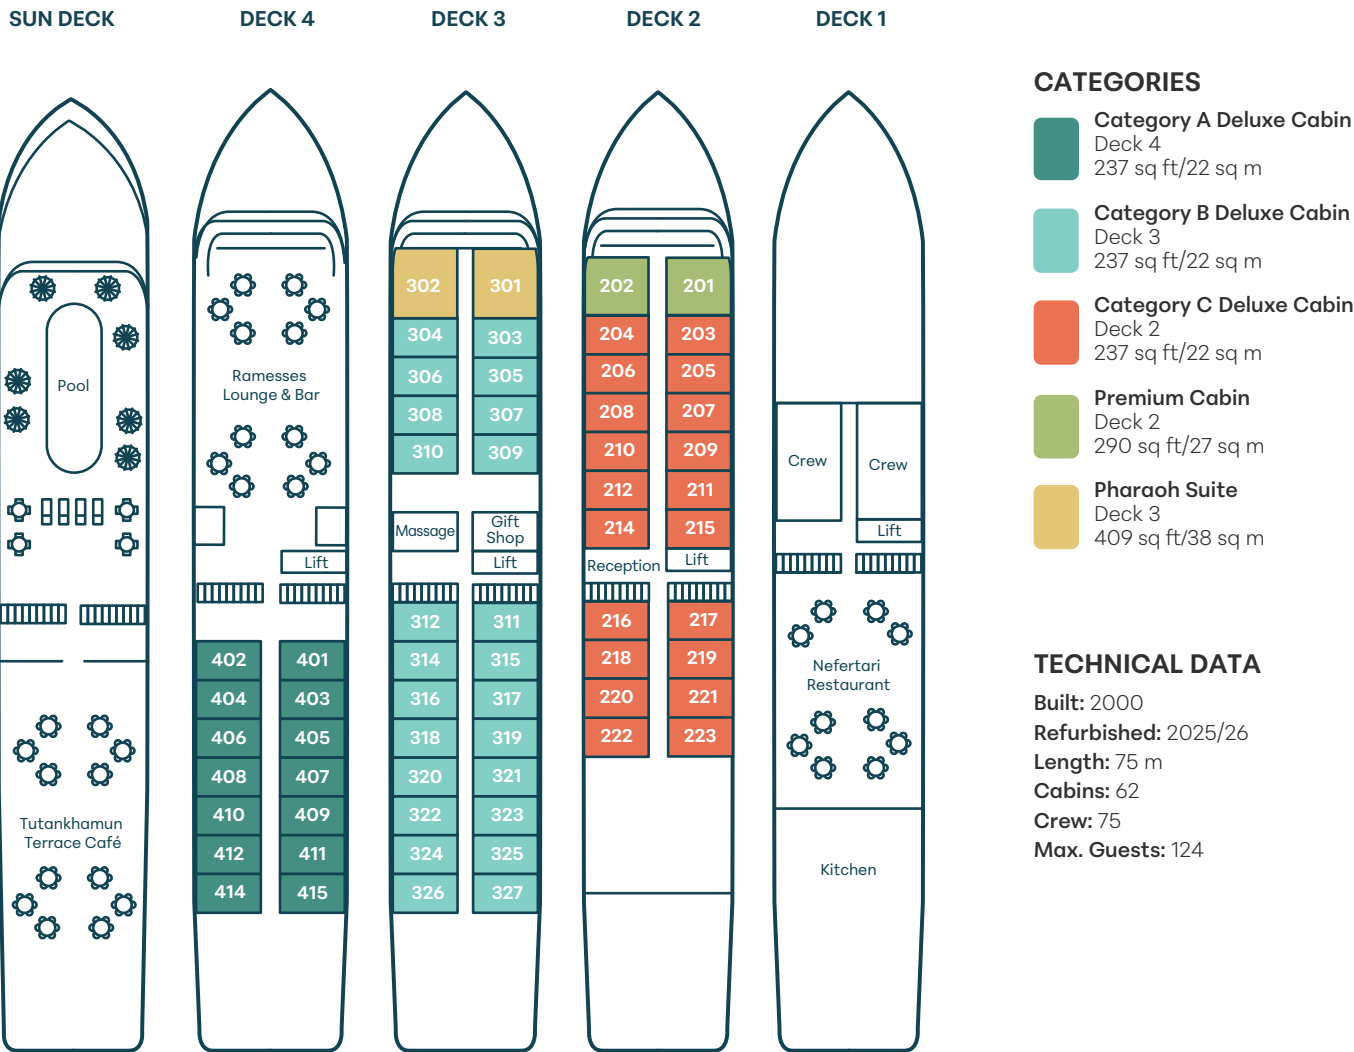 SUN DECK
DECK 4
DECK 3
DECK 2
DECK 1
Pool
Tutankhamun
Terrace Café
Ramesses
Lounge & Bar
Lift
402 401
404 403
406 405
408 407
410 409
412 411
414 415
302 301
304 303
306 305
308 307
310 309
Massage
Gift
Shop
Lift
312 311
314 315
316 317
318 319
320 321
322 323
324 325
326 327
202 201
204 203
206 205
208 207
210 209
212 211
214 215
Reception
Lift
216 217
218 219
220 221
222 223
Crew
Crew
Lift
Nefertari
Restaurant
Kitchen
CATEGORIES
Category A Deluxe Cabin
Deck 4
237 sq ft/22 sq m
Category B Deluxe Cabin
Deck 3
237 sq ft/22 sq m
Category C Deluxe Cabin
Deck 2
237 sq ft/22 sq m
Premium Cabin
Deck 2
290 sq ft/27 sq m
Pharaoh Suite
Deck 3
409 sq ft/38 sq m
TECHNICAL DATA
Built: 2000
Refurbished: 2025/26
Length: 75 m
Cabins: 62
Crew: 75
Max. Guests: 124